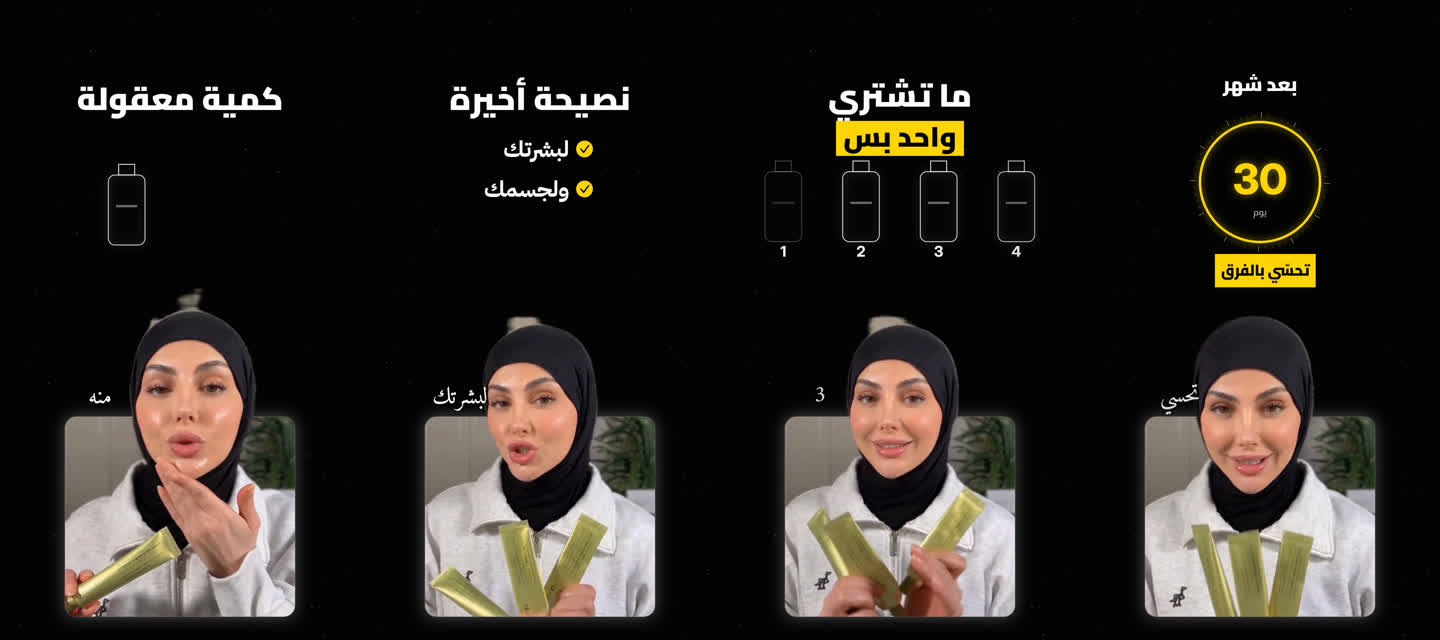 كمية معقولة
منه
نصيحة أخيرة
لبشرتك
ولجسمك
لبشرتك
ما تشتري
واحد بس
1 2 3 4
3
بعد شهر
30
يوم
تحسّي بالفرق
تحسي